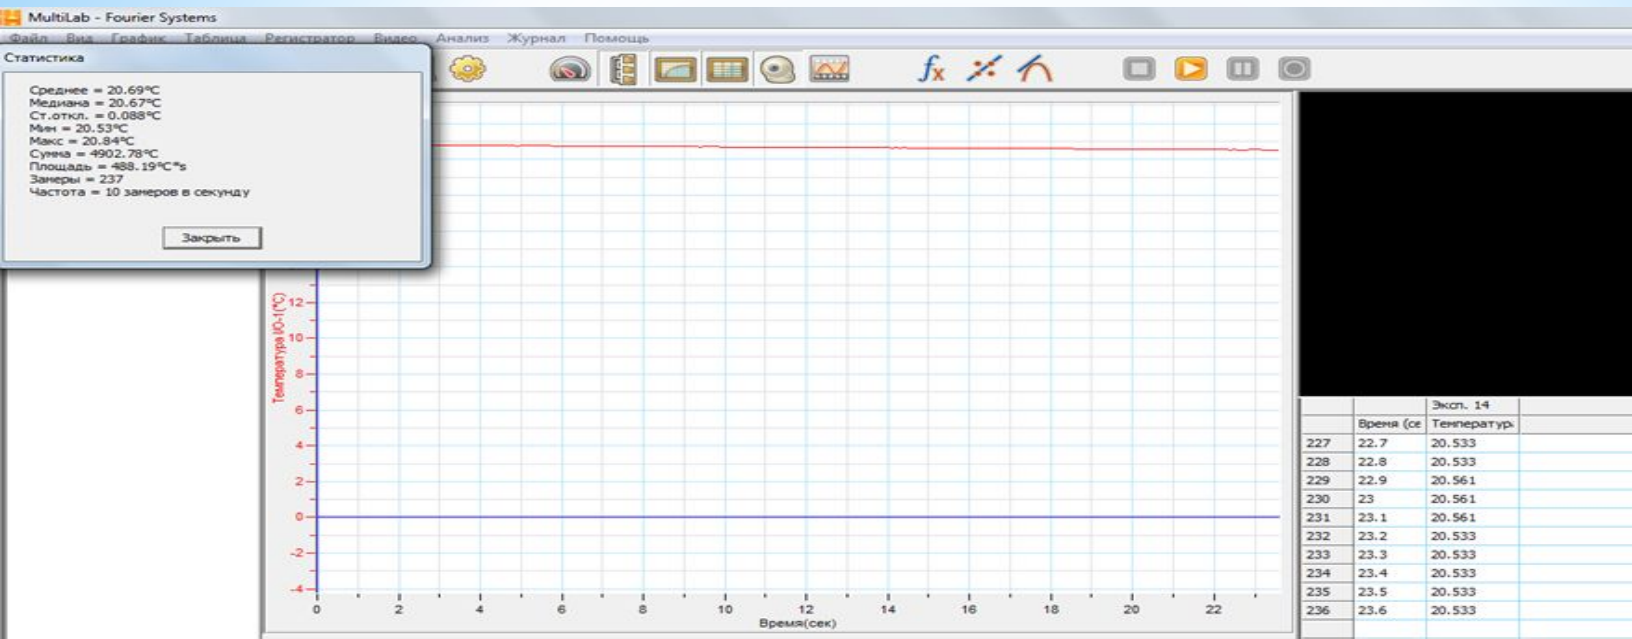 MultiLab - Fourier Systems
Файл Вид График Таблица Регистратор Видео Анализ Журнал Помощь
Статистика
Среднее = 20.69°C
Медиана = 20.67°C
Ст.откл. = 0.088°C
Мин = 20.53°C
Макс = 20.84°C
Сумма = 4902.78°C
Площадь = 488.19°C*s
Замеры = 237
Частота = 10 замеров в секунду
Закрыть
fx
Температура I/O-1(°C)
12
10
8
6
4
2
0
-2
-4
0 2 4 6 8 10 12 14 16 18 20 22
Время(сек)
Эксп. 14
Время (се Температур
227 22.7 20.533
228 22.8 20.533
229 22.9 20.561
230 23 20.561
231 23.1 20.561
232 23.2 20.533
233 23.3 20.533
234 23.4 20.533
235 23.5 20.533
236 23.6 20.533